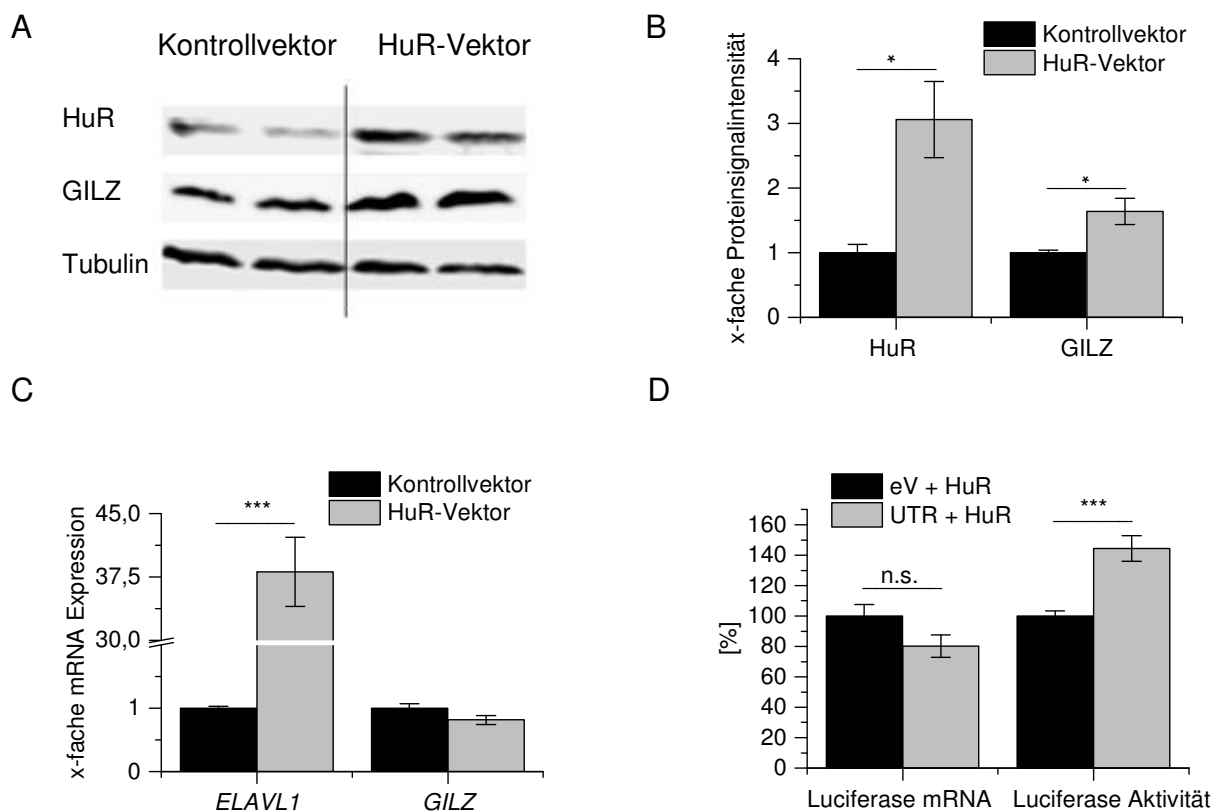 A
Kontrollvektor HuR-Vektor
HuR
GILZ
Tubulin
B
Kontrollvektor
HuR-Vektor
x-fache Proteinsignalintensität
4
3
2
1
0
*
*
HuR GILZ
C
Kontrollvektor
HuR-Vektor
x-fache mRNA Expression
45,0
37,5
30,0
1
0
***
ELAVL1 GILZ
D
eV + HuR
UTR + HuR
[%]
160
140
120
100
80
60
40
20
0
n.s.
***
Luciferase mRNA Luciferase Aktivität